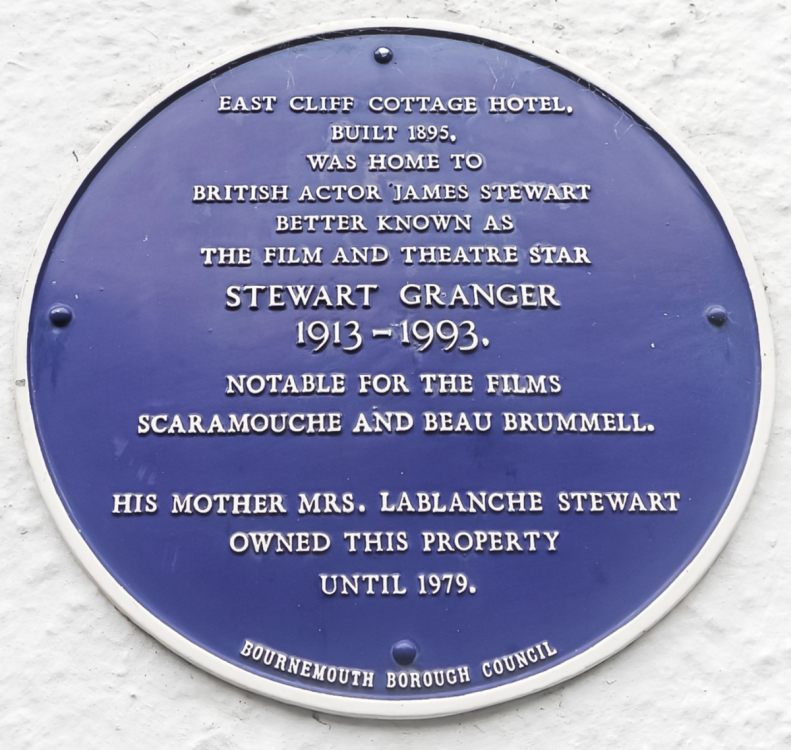 EAST CLIFF COTTAGE HOTEL.
BUILT 1895.
WAS HOME TO
BRITISH ACTOR JAMES STEWART
BETTER KNOWN AS
THE FILM AND THEATRE STAR
STEWART GRANGER
1913-1993.
NOTABLE FOR THE FILMS
SCARAMOUCHE AND BEAU BRUMMELL.
HIS MOTHER MRS. LABLANCHE STEWART
OWNED THIS PROPERTY
UNTIL 1979.
BOURNEMOUTH BOROUGH COUNCIL